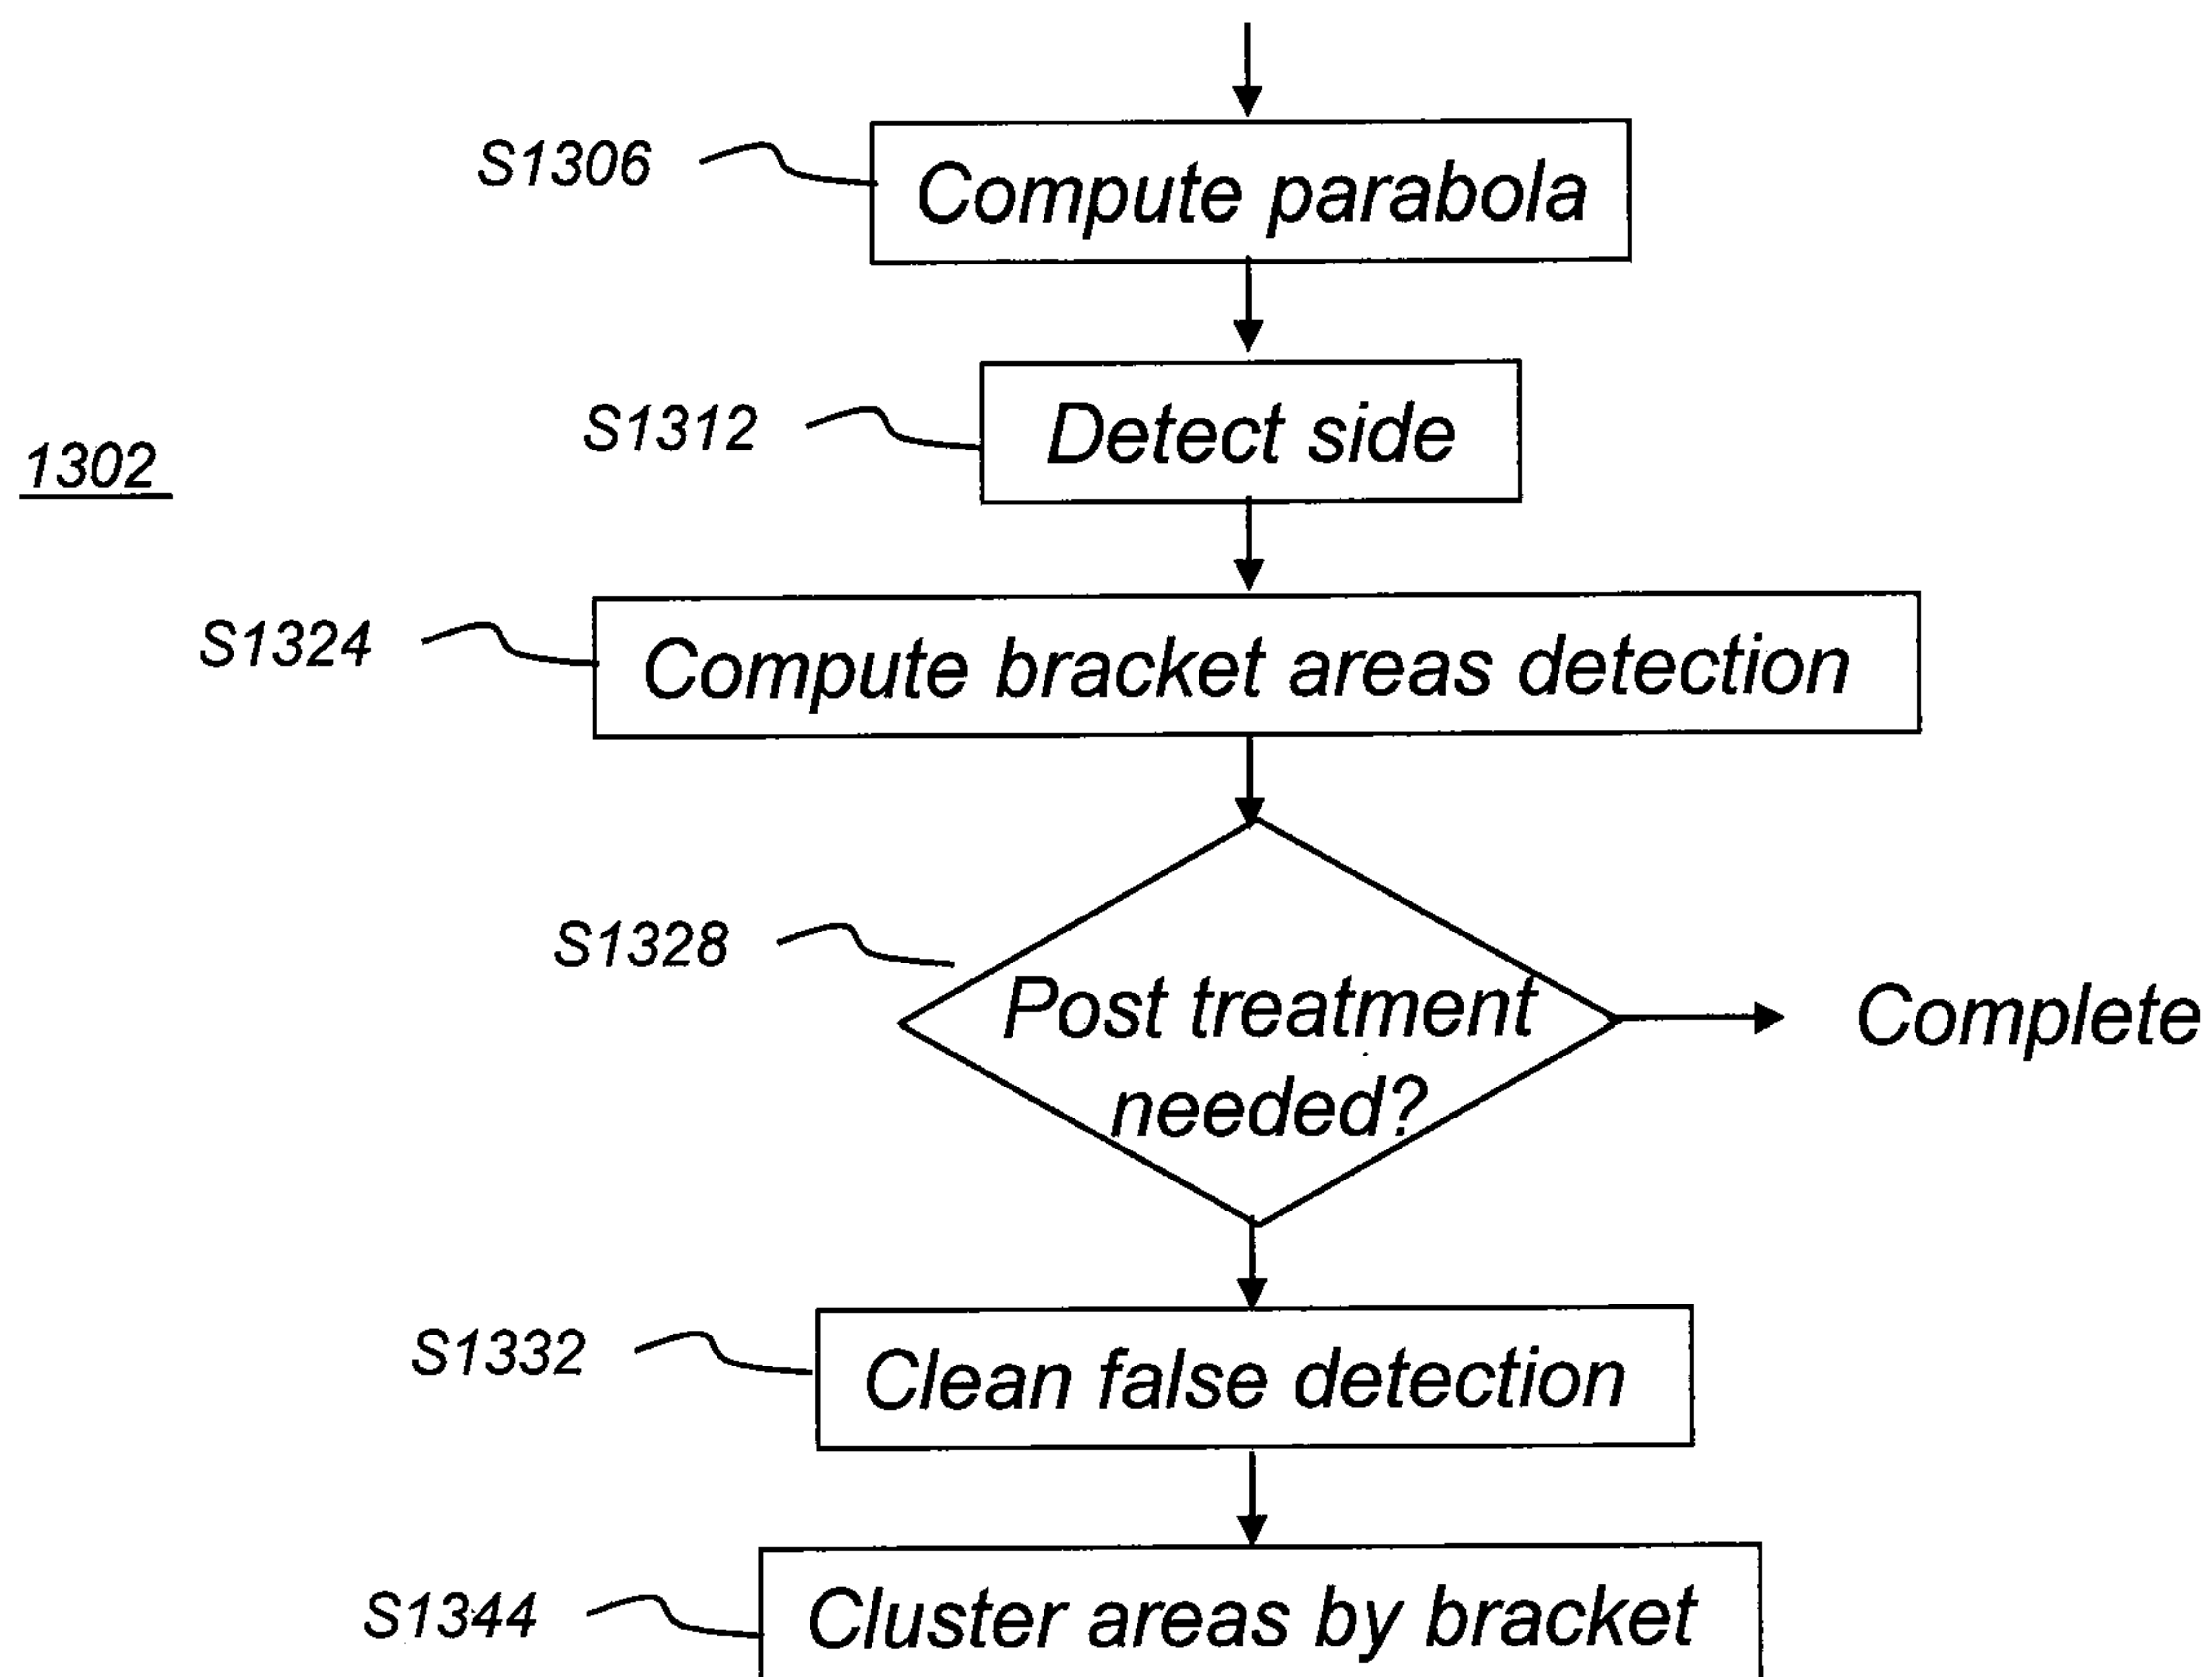 S1306
Compute parabola
S1312
Detect side
1302
S1324
Compute bracket areas detection
S1328
Post treatment
needed?
Complete
S1332
Clean false detection
S1344
Cluster areas by bracket